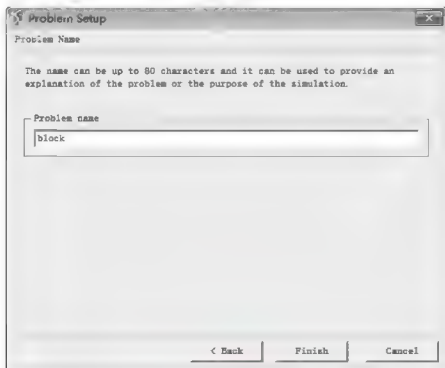 Problem Setup
Problem Name
The name can be up to 80 characters and it can be used to provide an
explanation of the problem or the purpose of the simulation.
Problem name
block
< Back
Finish
Cancel